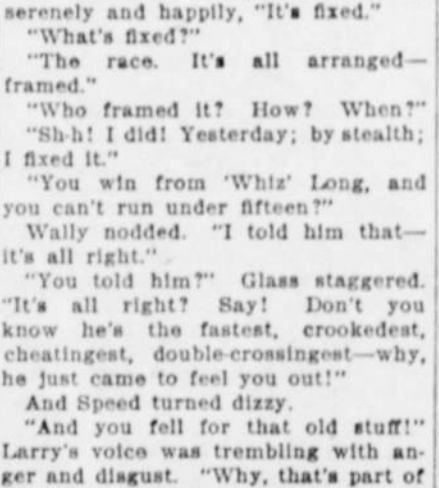 serenely and happily, "It's fixed."
"What's fixed?"
"The race. It's all arranged—
framed."
"Who framed it? How? When?"
"Sh-h! I did! Yesterday; by stealth;
I fixed it."
"You win from 'Whiz' Long, and
you can't run under fifteen?"
Wally nodded. "I told him that—
it's all right."
"You told him?" Glass staggered.
"It's all right? Say! Don't you
know he's the fastest, crookedest,
cheatingest, double-crossingest—why,
he just came to feel you out!"
And Speed turned dizzy.
"And you fell for that old stuff!"
Larry's voice was trembling with an-
ger and disgust. "Why, that's part of